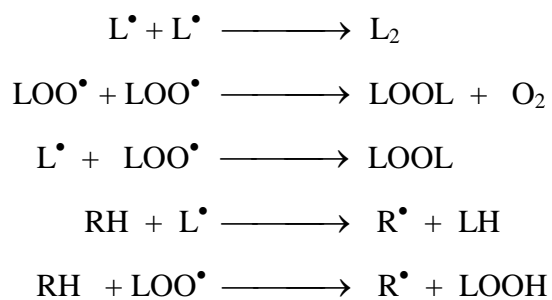 L• + L• ⟶ L₂
LOO• + LOO• ⟶ LOOL + O₂
L• + LOO• ⟶ LOOL
RH + L• ⟶ R• + LH
RH + LOO• ⟶ R• + LOOH